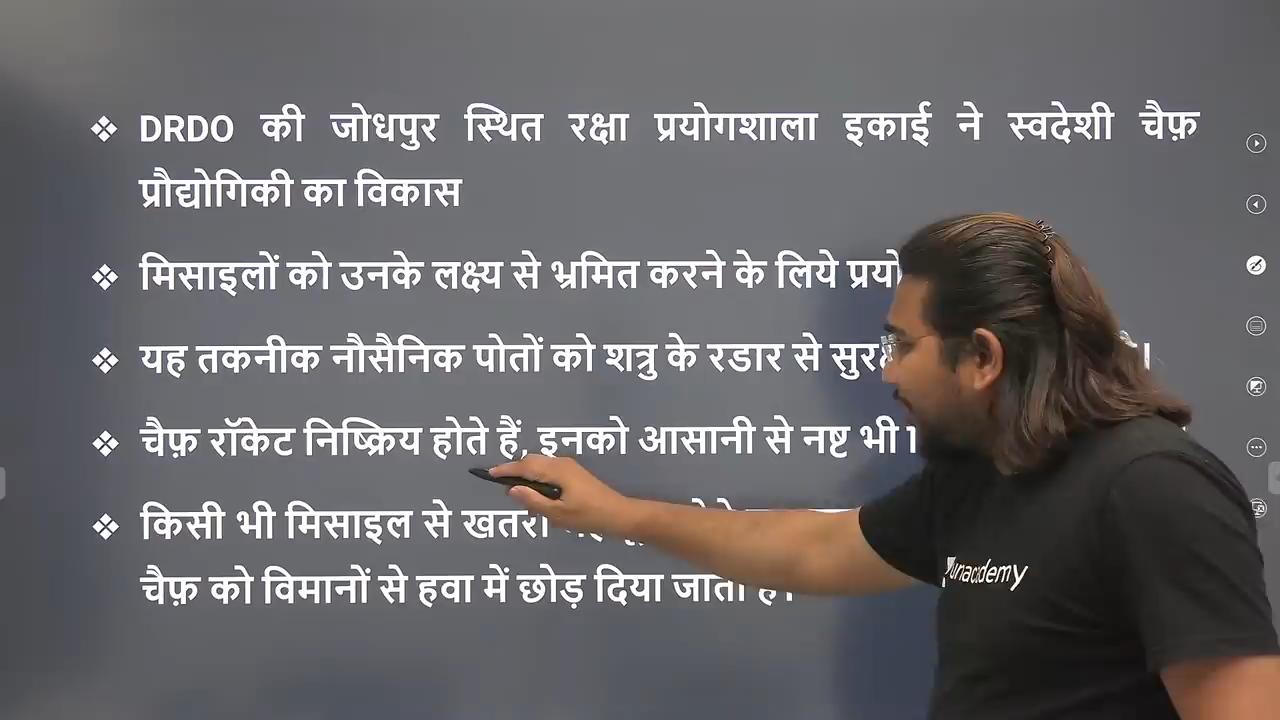 ❖ DRDO की जोधपुर स्थित रक्षा प्रयोगशाला इकाई ने स्वदेशी चैफ़
प्रौद्योगिकी का विकास
❖ मिसाइलों को उनके लक्ष्य से भ्रमित करने के लिये
❖ यह तकनीक नौसैनिक पोतों को शत्रु के रडार से
❖ चैफ़ रॉकेट निष्क्रिय होते हैं, इनको आसानी से नष्ट भी
❖ किसी भी मिसाइल से खतरा
चैफ़ को विमानों से हवा में छोड़ दिया जाता है।
unacademy